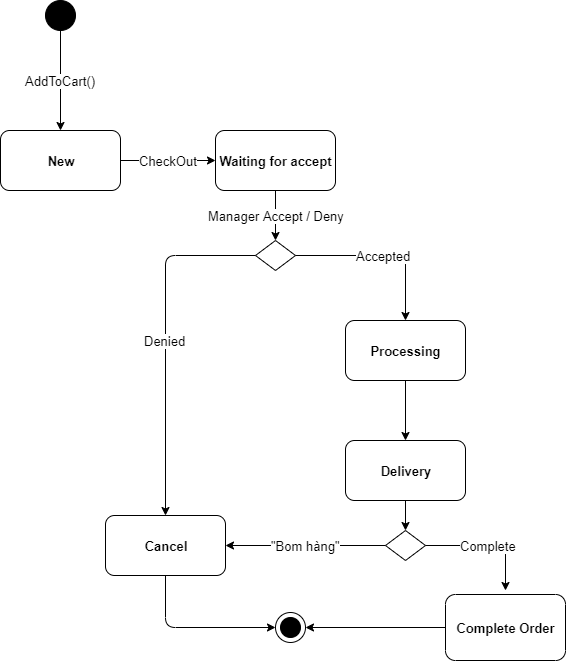 AddToCart()
New
CheckOut
Waiting for accept
Manager Accept / Deny
Accepted
Denied
Processing
Delivery
Cancel
"Bom hàng"
Complete
Complete Order